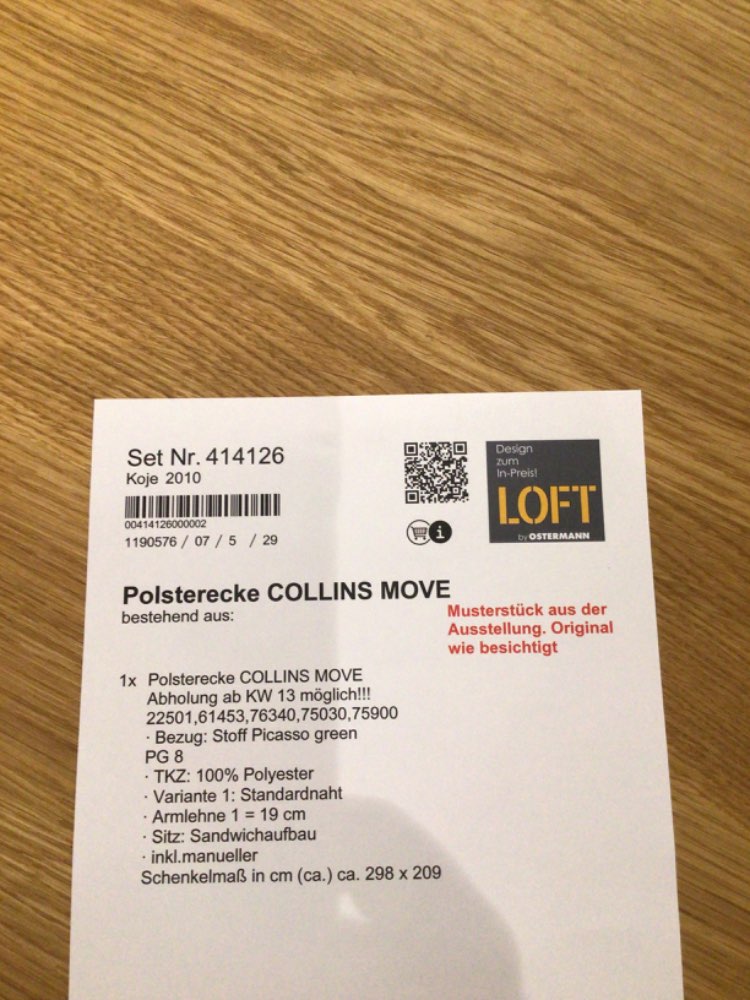 Set Nr. 414126
Koje 2010
00414126000002
1190576 / 07 / 5 / 29
Design
zum
In-Preis!
LOFT
by OSTERMANN
Polsterecke COLLINS MOVE
bestehend aus:
Musterstück aus der
Ausstellung. Original
wie besichtigt
1x Polsterecke COLLINS MOVE
Abholung ab KW 13 möglich!!!
22501,61453,76340,75030,75900
· Bezug: Stoff Picasso green
PG 8
· TKZ: 100% Polyester
· Variante 1: Standardnaht
· Armlehne 1 = 19 cm
· Sitz: Sandwichaufbau
· inkl.manueller
Schenkelmaß in cm (ca.) ca. 298 x 209